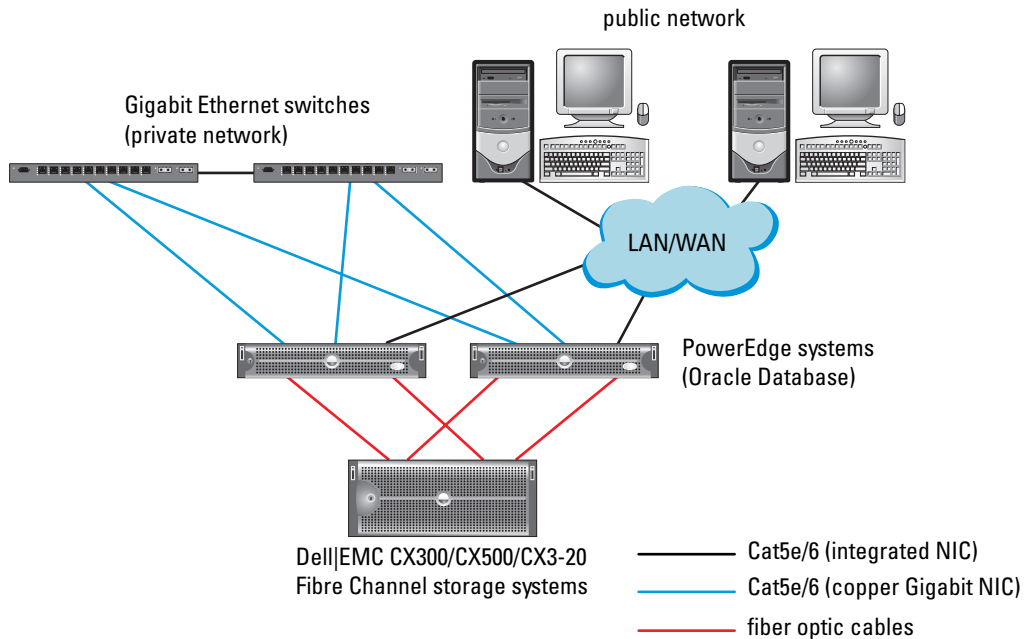 public network
Gigabit Ethernet switches
(private network)
LAN/WAN
PowerEdge systems
(Oracle Database)
Dell|EMC CX300/CX500/CX3-20
Fibre Channel storage systems
Cat5e/6 (integrated NIC)
Cat5e/6 (copper Gigabit NIC)
fiber optic cables